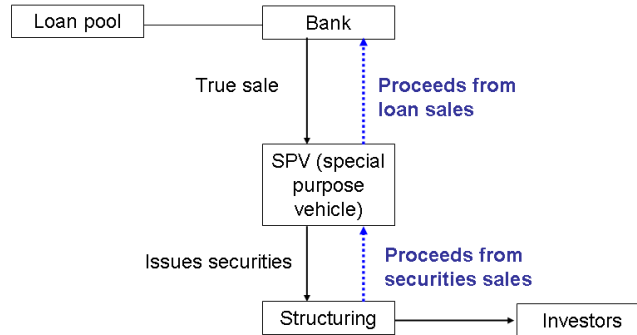 Loan pool
Bank
True sale
Proceeds from
loan sales
SPV (special
purpose
vehicle)
Issues securities
Proceeds from
securities sales
Structuring
Investors